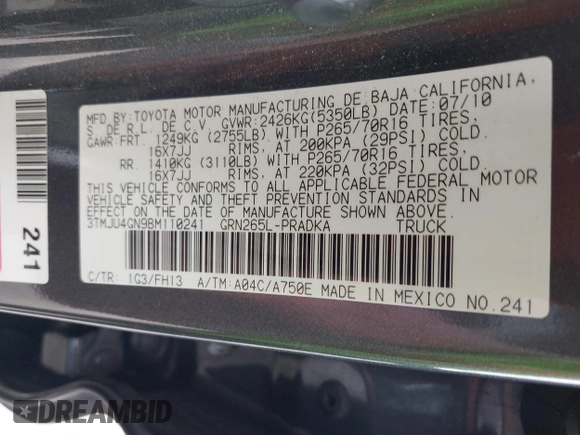 MFD.BY:TOYOTA MOTOR MANUFACTURING DE BAJA CALIFORNIA,
S. DE R.L. DE C.V. GVWR:2426KG(5350LB) DATE:07/10
GAWR:FRT. 1249KG (2755LB) WITH P265/70R16 TIRES,
16X7JJ RIMS, AT 200KPA (29PSI) COLD.
RR. 1410KG (3110LB) WITH P265/70R16 TIRES,
16X7JJ RIMS, AT 220KPA (32PSI) COLD.
THIS VEHICLE CONFORMS TO ALL APPLICABLE FEDERAL MOTOR
VEHICLE SAFETY AND THEFT PREVENTION STANDARDS IN
EFFECT ON THE DATE OF MANUFACTURE SHOWN ABOVE.
3TMJU4GN9BM110241 GRN265L-PRADKA TRUCK
C/TR: 1G3/FH13 A/TM:A04C/A750E MADE IN MEXICO NO.241
241
DREAMBID